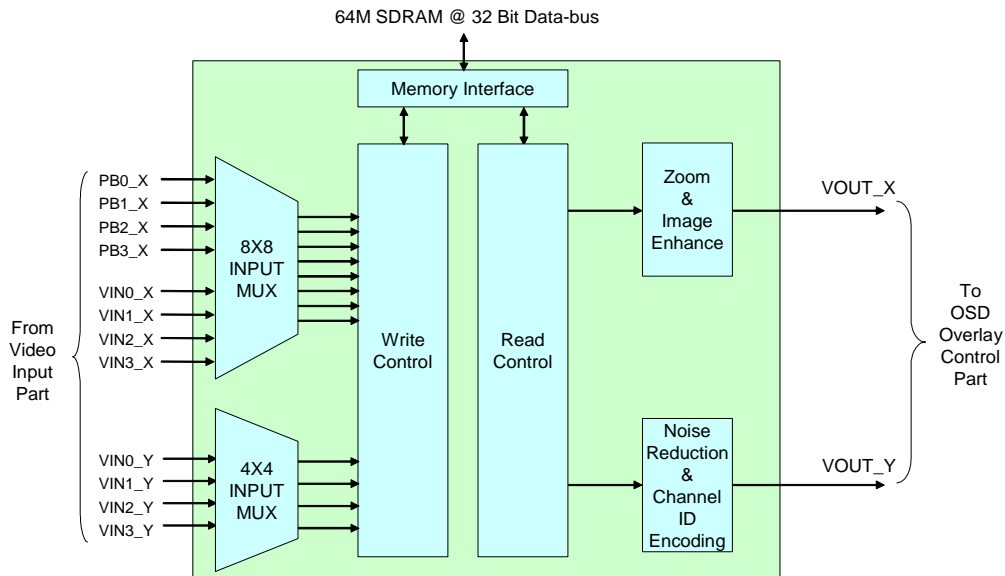 64M SDRAM @ 32 Bit Data-bus
Memory Interface
PB0_X
PB1_X
PB2_X
PB3_X
VIN0_X
VIN1_X
VIN2_X
VIN3_X
8X8
INPUT
MUX
From
Video
Input
Part
VIN0_Y
VIN1_Y
VIN2_Y
VIN3_Y
4X4
INPUT
MUX
Write
Control
Read
Control
Zoom
&
Image
Enhance
VOUT_X
Noise
Reduction
&
Channel
ID
Encoding
VOUT_Y
To
OSD
Overlay
Control
Part